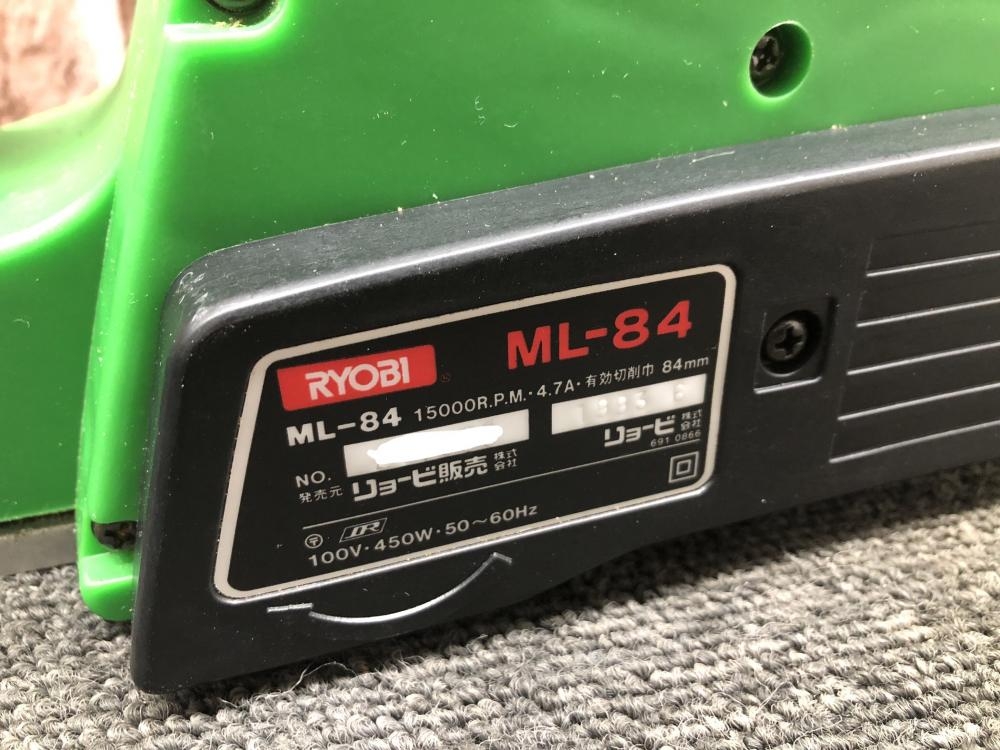 RYOBI ML-84
ML-84 15000R.P.M.·4.7A·有効切削巾 84mm
NO.
発売元 リョービ販売 株式会社
リョービ 株式会社
691 0866
100V·450W·50～60Hz